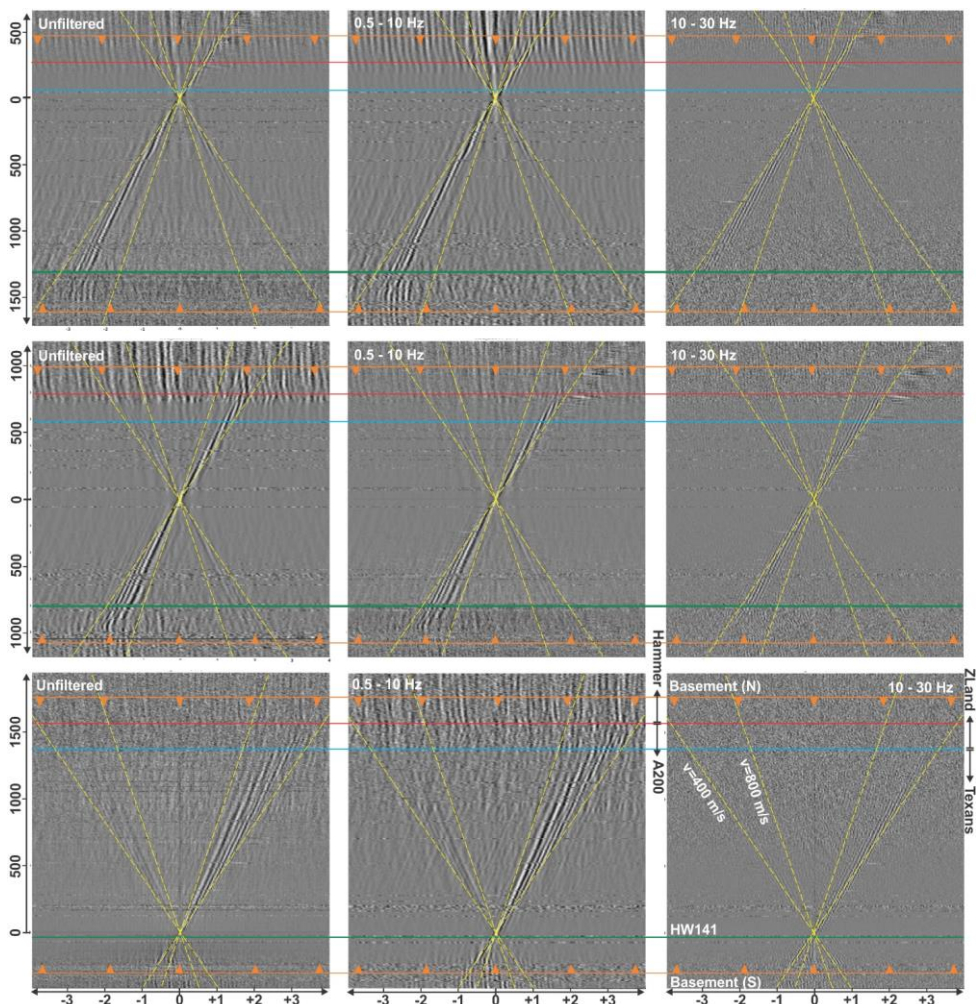 Unfiltered
0.5 - 10 Hz
10 - 30 Hz
500
0
500
1000
1500
Unfiltered
0.5 - 10 Hz
10 - 30 Hz
1000
500
0
500
1000
Unfiltered
0.5 - 10 Hz
Hammer
A200
Basement (N)
10 - 30 Hz
ZLand
Texans
v=400 m/s
v=800 m/s
1500
1000
500
0
HW141
Basement (S)
-3 -2 -1 0 +1 +2 +3
-3 -2 -1 0 +1 +2 +3
-3 -2 -1 0 +1 +2 +3